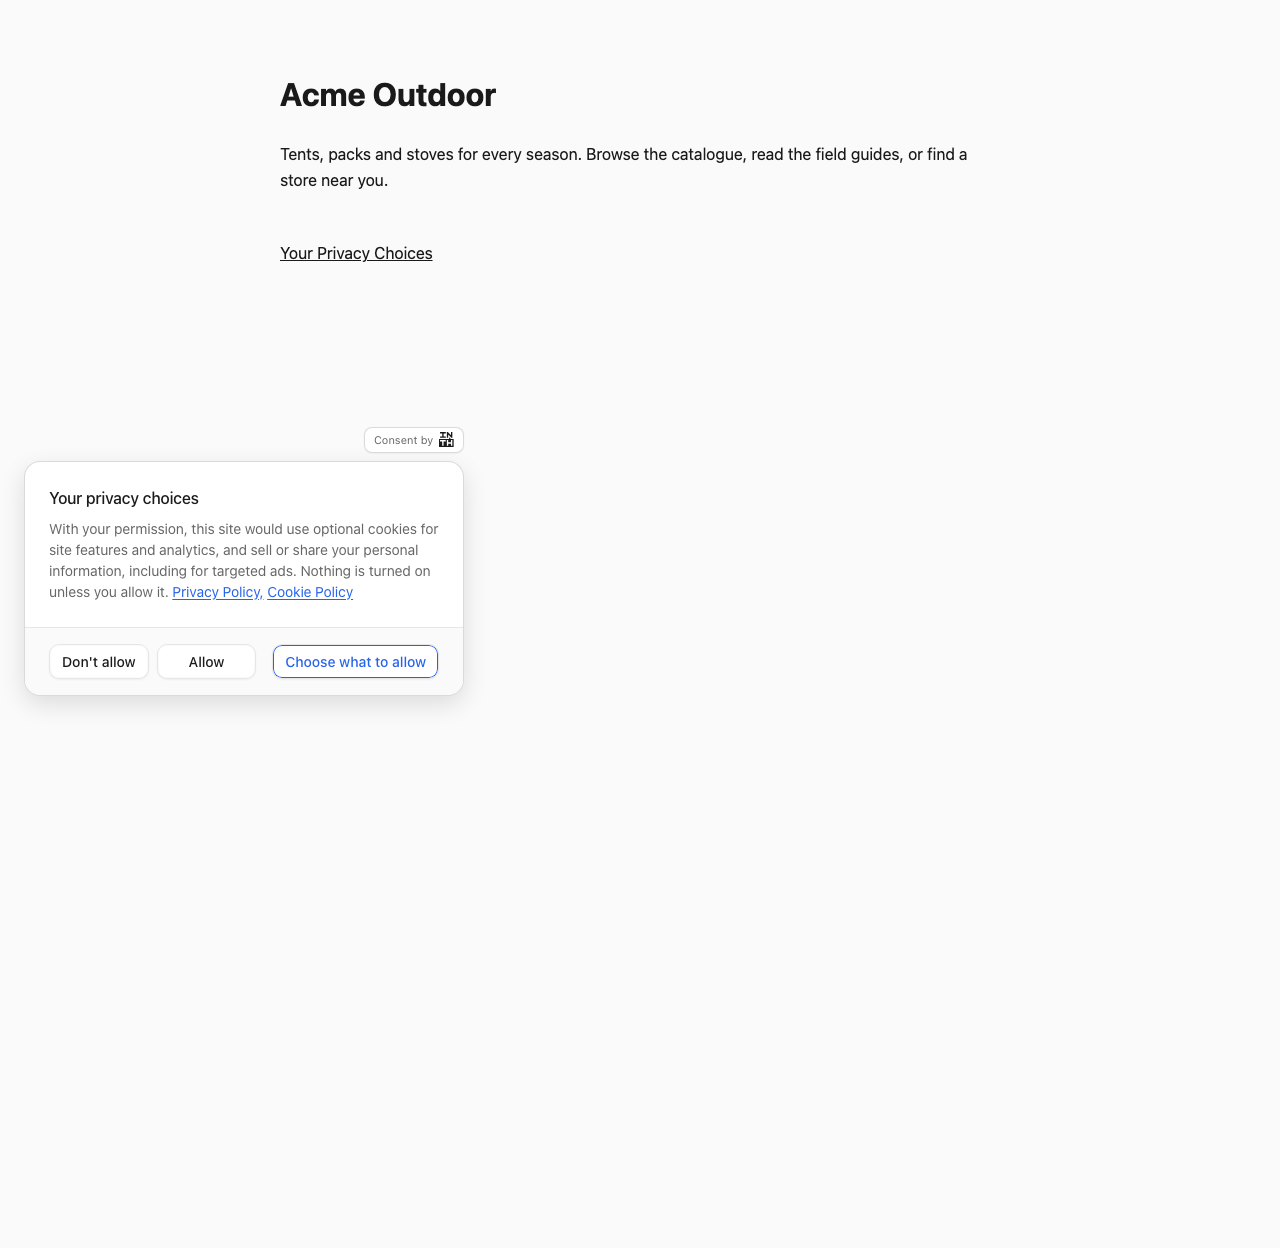 Acme Outdoor
Tents, packs and stoves for every season. Browse the catalogue, read the field guides, or find a
store near you.
Your Privacy Choices
Consent by INTH
Your privacy choices
With your permission, this site would use optional cookies for
site features and analytics, and sell or share your personal
information, including for targeted ads. Nothing is turned on
unless you allow it. Privacy Policy, Cookie Policy
Don't allow Allow Choose what to allow